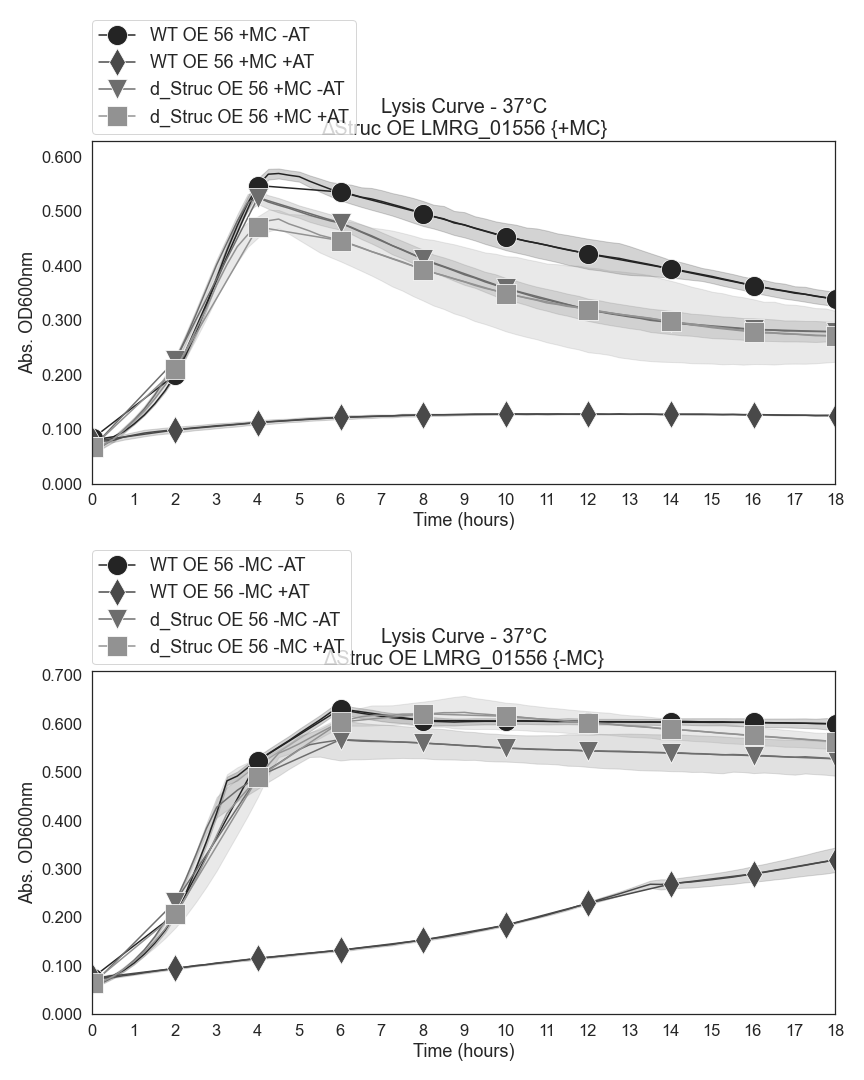 WT OE 56 +MC -AT
WT OE 56 +MC +AT
d_Struc OE 56 +MC -AT
d_Struc OE 56 +MC +AT
Lysis Curve - 37°C
ΔStruc OE LMRG_01556 {+MC}
0.600
0.500
0.400
0.300
0.200
0.100
0.000
Abs. OD600nm
0 1 2 3 4 5 6 7 8 9 10 11 12 13 14 15 16 17 18
Time (hours)
WT OE 56 -MC -AT
WT OE 56 -MC +AT
d_Struc OE 56 -MC -AT
d_Struc OE 56 -MC +AT
Lysis Curve - 37°C
ΔStruc OE LMRG_01556 {-MC}
0.700
0.600
0.500
0.400
0.300
0.200
0.100
0.000
Abs. OD600nm
0 1 2 3 4 5 6 7 8 9 10 11 12 13 14 15 16 17 18
Time (hours)